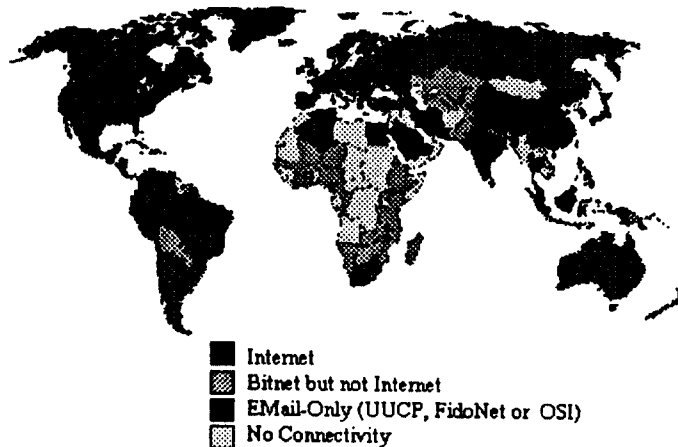 Internet
Bitnet but not Internet
EMail-Only (UUCP, FidoNet or OSI)
No Connectivity